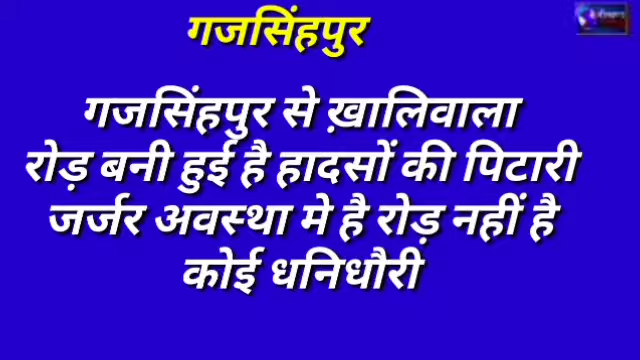 गजसिंहपुर
गजसिंहपुर से ख़ालिवाला
रोड़ बनी हुई है हादसों की पिटारी
जर्जर अवस्था मे है रोड़ नहीं है
कोई धनिधौरी